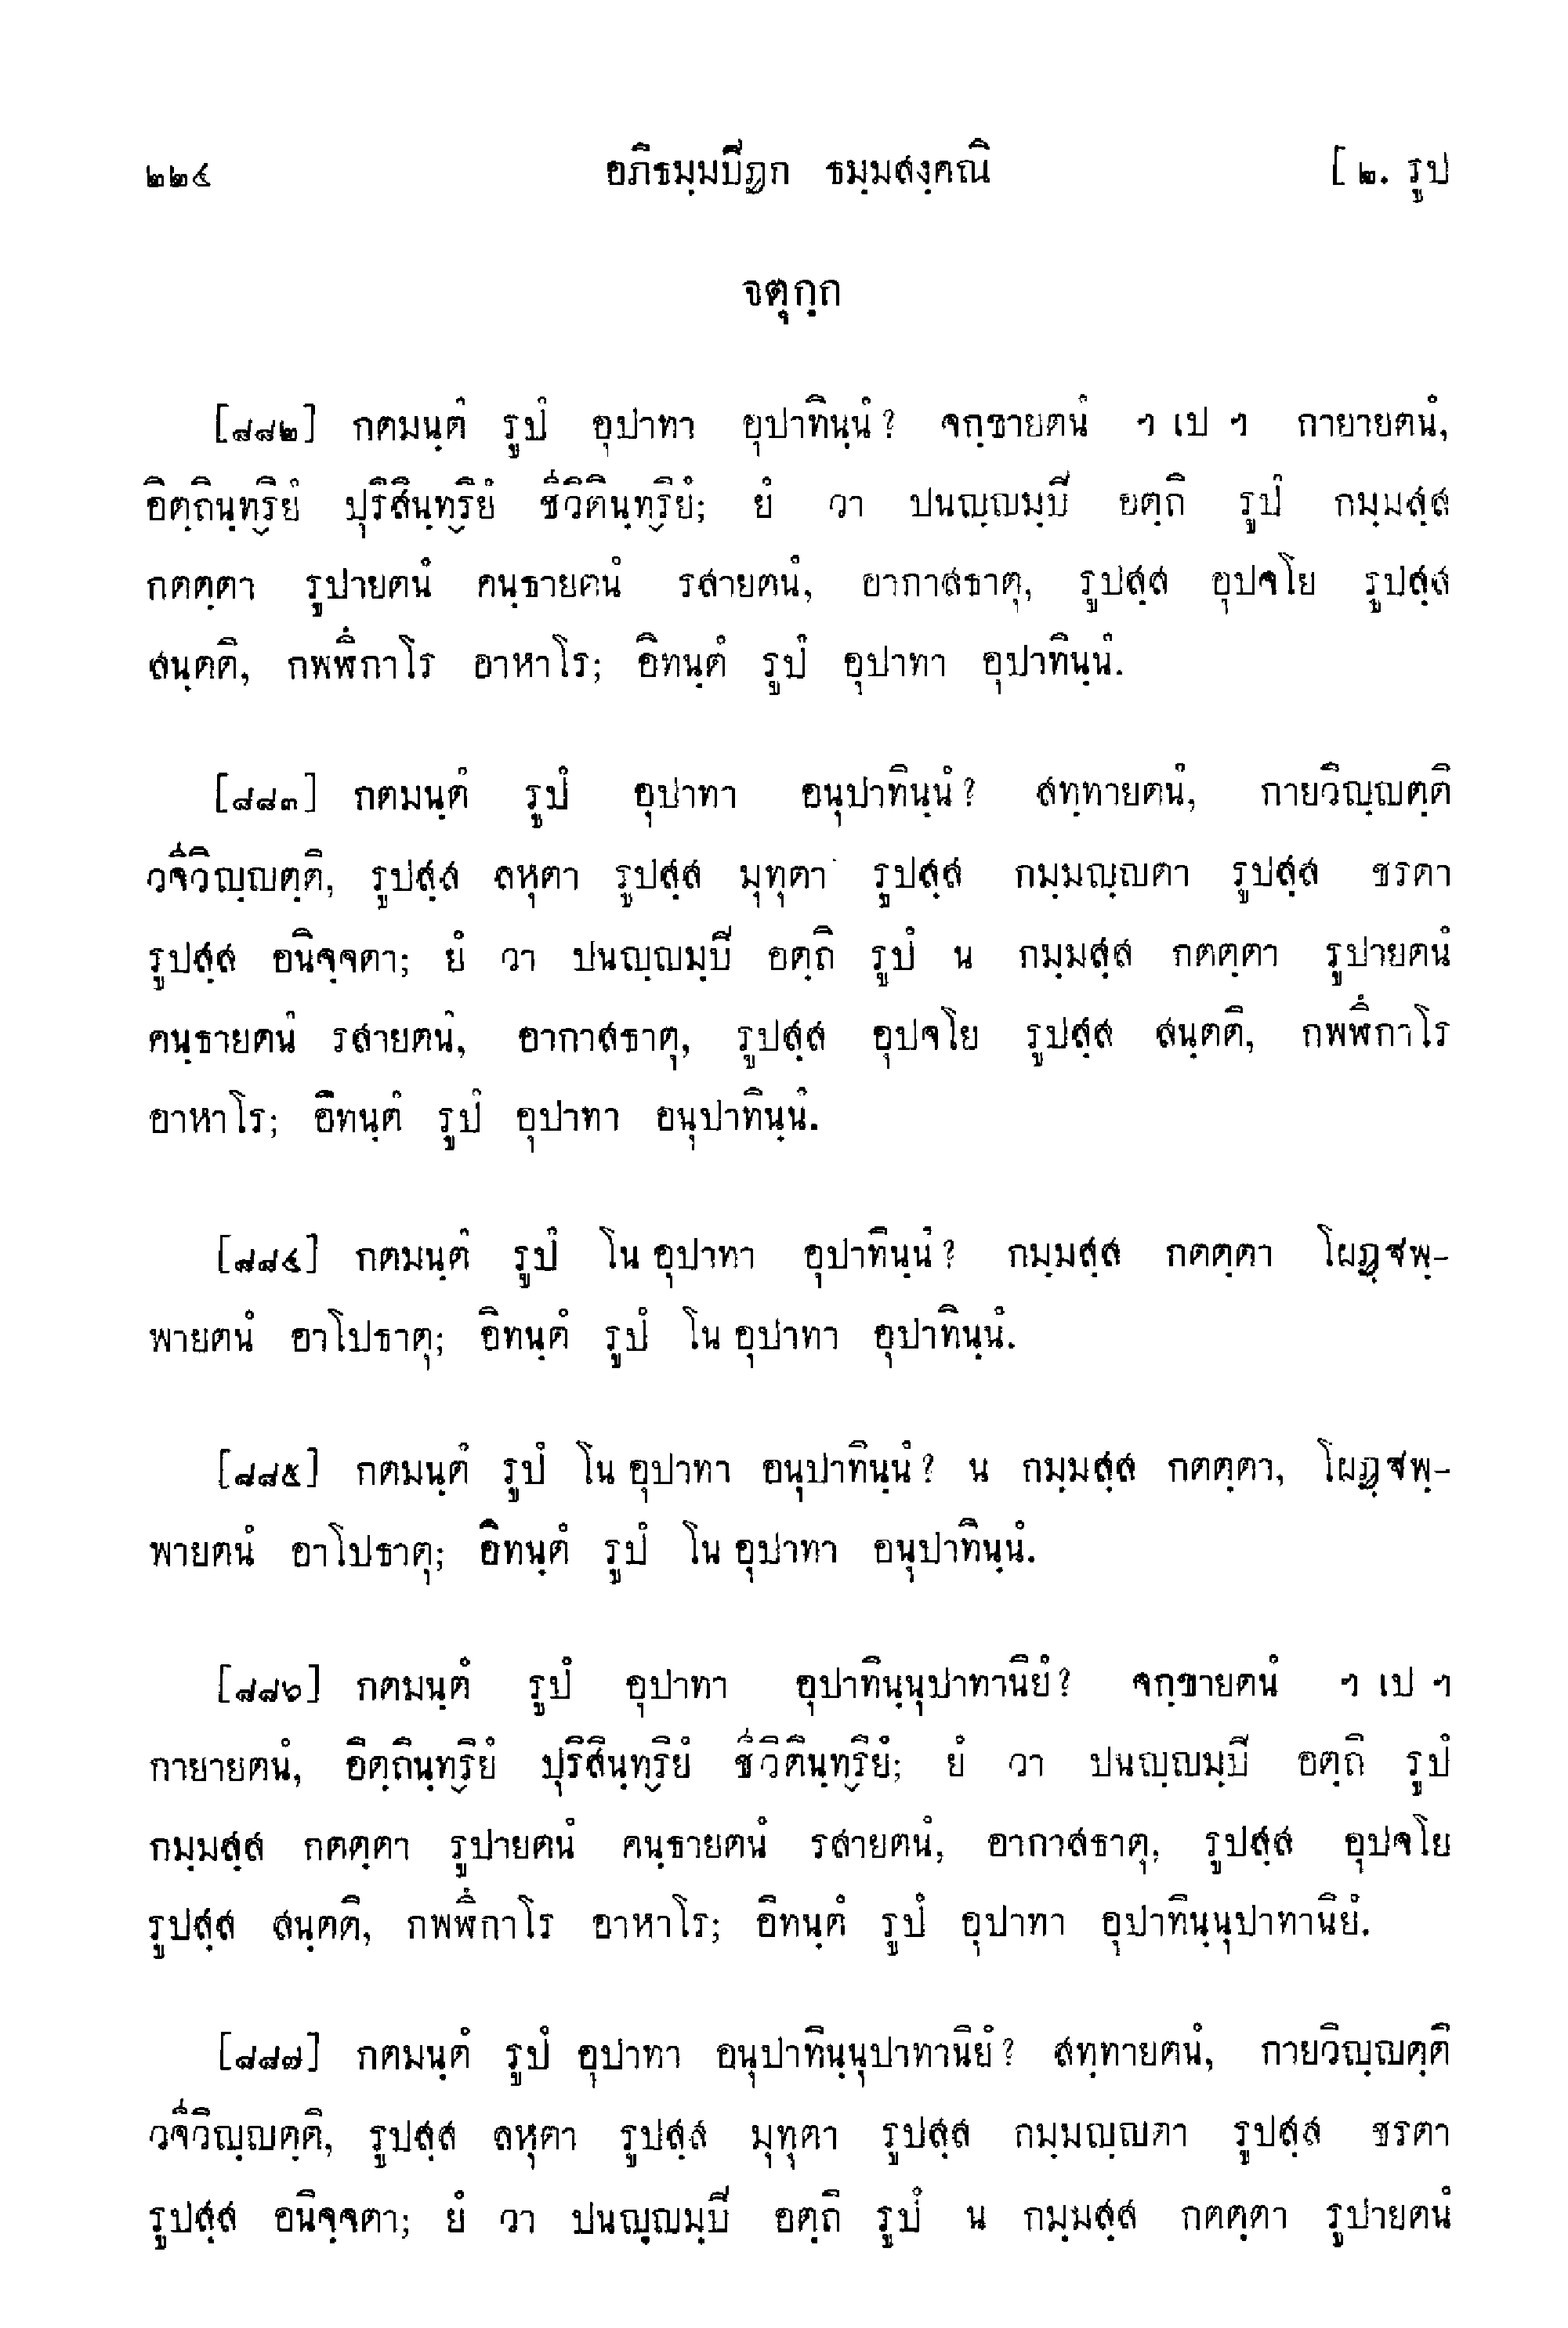 ๒๒๔ อภิธมฺมปิฏก ธมฺมสงฺคณิ [ ๒. รูป
จตุกฺก
[๘๘๒] กตมนฺตํ รูปํ อุปาทา อุปาทินฺนํ? จกฺขายตนํ ฯ เป ฯ กายายตนํ,
อิตฺถินฺทฺริยํ ปุริสินฺทฺริยํ ชีวิตินฺทฺริยํ; ยํ วา ปนญฺญมฺปิ อตฺถิ รูปํ กมฺมสฺส
กตตฺตา รูปายตนํ คนฺธายตนํ รสายตนํ, อากาสธาตุ, รูปสฺส อุปจโย รูปสฺส
สนฺตติ, กพฬิํกาโร อาหาโร; อิทนฺตํ รูปํ อุปาทา อุปาทินฺนํ.
[๘๘๓] กตมนฺตํ รูปํ อุปาทา อนุปาทินฺนํ? สทฺทายตนํ, กายวิญฺญตฺติ
วจีวิญฺญตฺติ, รูปสฺส ลหุตา รูปสฺส มุทุตา รูปสฺส กมฺมญฺญตา รูปสฺส ชรตา
รูปสฺส อนิจฺจตา; ยํ วา ปนญฺญมฺปิ อตฺถิ รูปํ น กมฺมสฺส กตตฺตา รูปายตนํ
คนฺธายตนํ รสายตนํ, อากาสธาตุ, รูปสฺส อุปจโย รูปสฺส สนฺตติ, กพฬิํกาโร
อาหาโร; อิทนฺตํ รูปํ อุปาทา อนุปาทินฺนํ.
[๘๘๔] กตมนฺตํ รูปํ โน อุปาทา อุปาทินฺนํ? กมฺมสฺส กตตฺตา โผฏฺฐพฺ-
พายตนํ อาโปธาตุ; อิทนฺตํ รูปํ โน อุปาทา อุปาทินฺนํ.
[๘๘๕] กตมนฺตํ รูปํ โน อุปาทา อนุปาทินฺนํ? น กมฺมสฺส กตตฺตา, โผฏฺฐพฺ-
พายตนํ อาโปธาตุ; อิทนฺตํ รูปํ โน อุปาทา อนุปาทินฺนํ.
[๘๘๖] กตมนฺตํ รูปํ อุปาทา อุปาทินฺนุปาทานิยํ? จกฺขายตนํ ฯ เป ฯ
กายายตนํ, อิตฺถินฺทฺริยํ ปุริสินฺทฺริยํ ชีวิตินฺทฺริยํ; ยํ วา ปนญฺญมฺปิ อตฺถิ รูปํ
กมฺมสฺส กตตฺตา รูปายตนํ คนฺธายตนํ รสายตนํ, อากาสธาตุ, รูปสฺส อุปจโย
รูปสฺส สนฺตติ, กพฬิํกาโร อาหาโร; อิทนฺตํ รูปํ อุปาทา อุปาทินฺนุปาทานิยํ.
[๘๘๗] กตมนฺตํ รูปํ อุปาทา อนุปาทินฺนุปาทานิยํ? สทฺทายตนํ, กายวิญฺญตฺติ
วจีวิญฺญตฺติ, รูปสฺส ลหุตา รูปสฺส มุทุตา รูปสฺส กมฺมญฺญตา รูปสฺส ชรตา
รูปสฺส อนิจฺจตา; ยํ วา ปนญฺญมฺปิ อตฺถิ รูปํ น กมฺมสฺส กตตฺตา รูปายตนํ